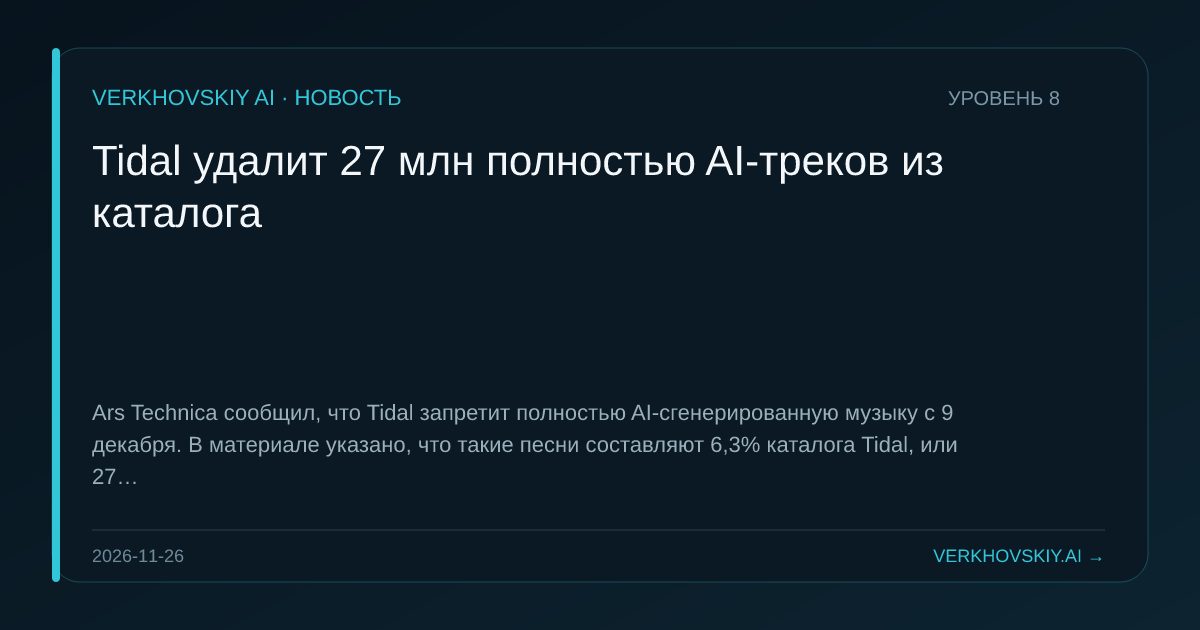 VERKHOVSKIY AI · НОВОСТЬ
УРОВЕНЬ 8
Tidal удалит 27 млн полностью AI-треков из
каталога
Ars Technica сообщил, что Tidal запретит полностью AI-сгенерированную музыку с 9
декабря. В материале указано, что такие песни составляют 6,3% каталога Tidal, или
27…
2026-11-26
VERKHOVSKIY.AI →